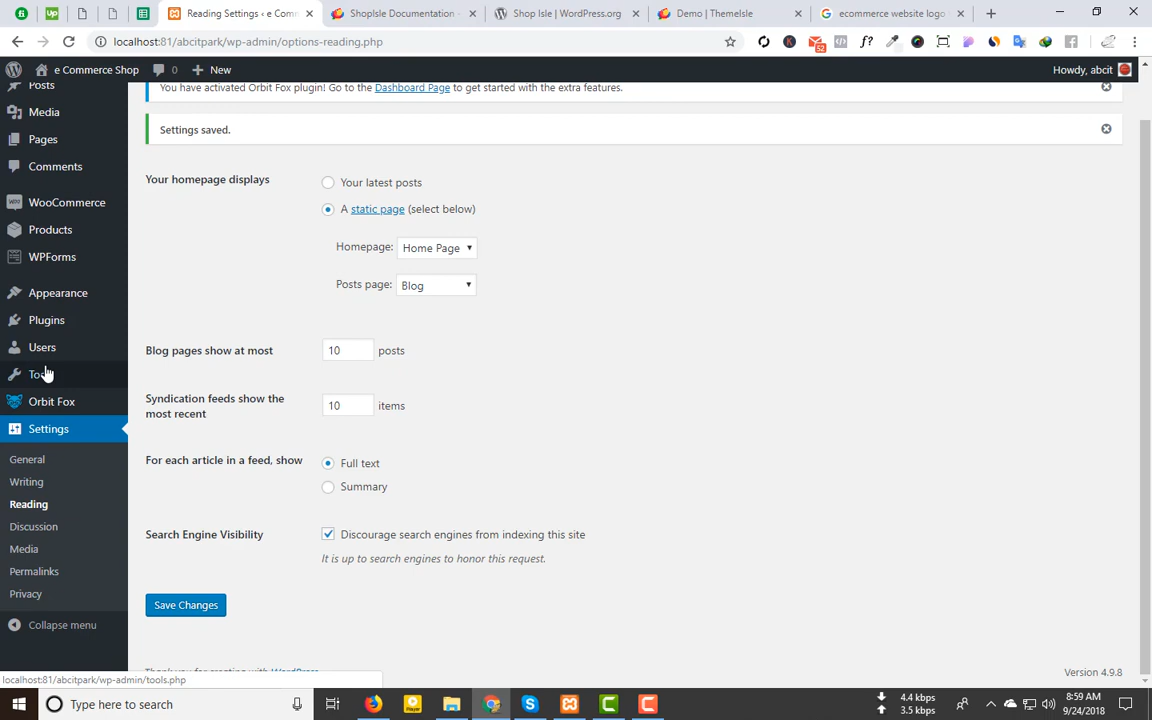 Reading Settings ‹ e Comm
ShopIsle Documentation -
Shop Isle | WordPress.org
Demo | ThemeIsle
ecommerce website logo
localhost:81/abcitpark/wp-admin/options-reading.php
52
f?
e Commerce Shop
0
New
Howdy, abcit
Posts
Media
Pages
Comments
WooCommerce
Products
WPForms
Appearance
Plugins
Users
Orbit Fox
Settings
General
Writing
Reading
Discussion
Media
Permalinks
Privacy
Collapse menu
You have activated Orbit Fox plugin! Go to the Dashboard Page to get started with the extra features.
Settings saved.
Your homepage displays
Your latest posts
A static page (select below)
Homepage: Home Page
Posts page: Blog
Blog pages show at most
10 posts
Syndication feeds show the
most recent
10 items
For each article in a feed, show
Full text
Summary
Search Engine Visibility
Discourage search engines from indexing this site
It is up to search engines to honor this request.
Save Changes
Thank you for creating with WordPress
Version 4.9.8
localhost:81/abcitpark/wp-admin/tools.php
Type here to search
4.4 kbps
3.5 kbps
8:59 AM
9/24/2018